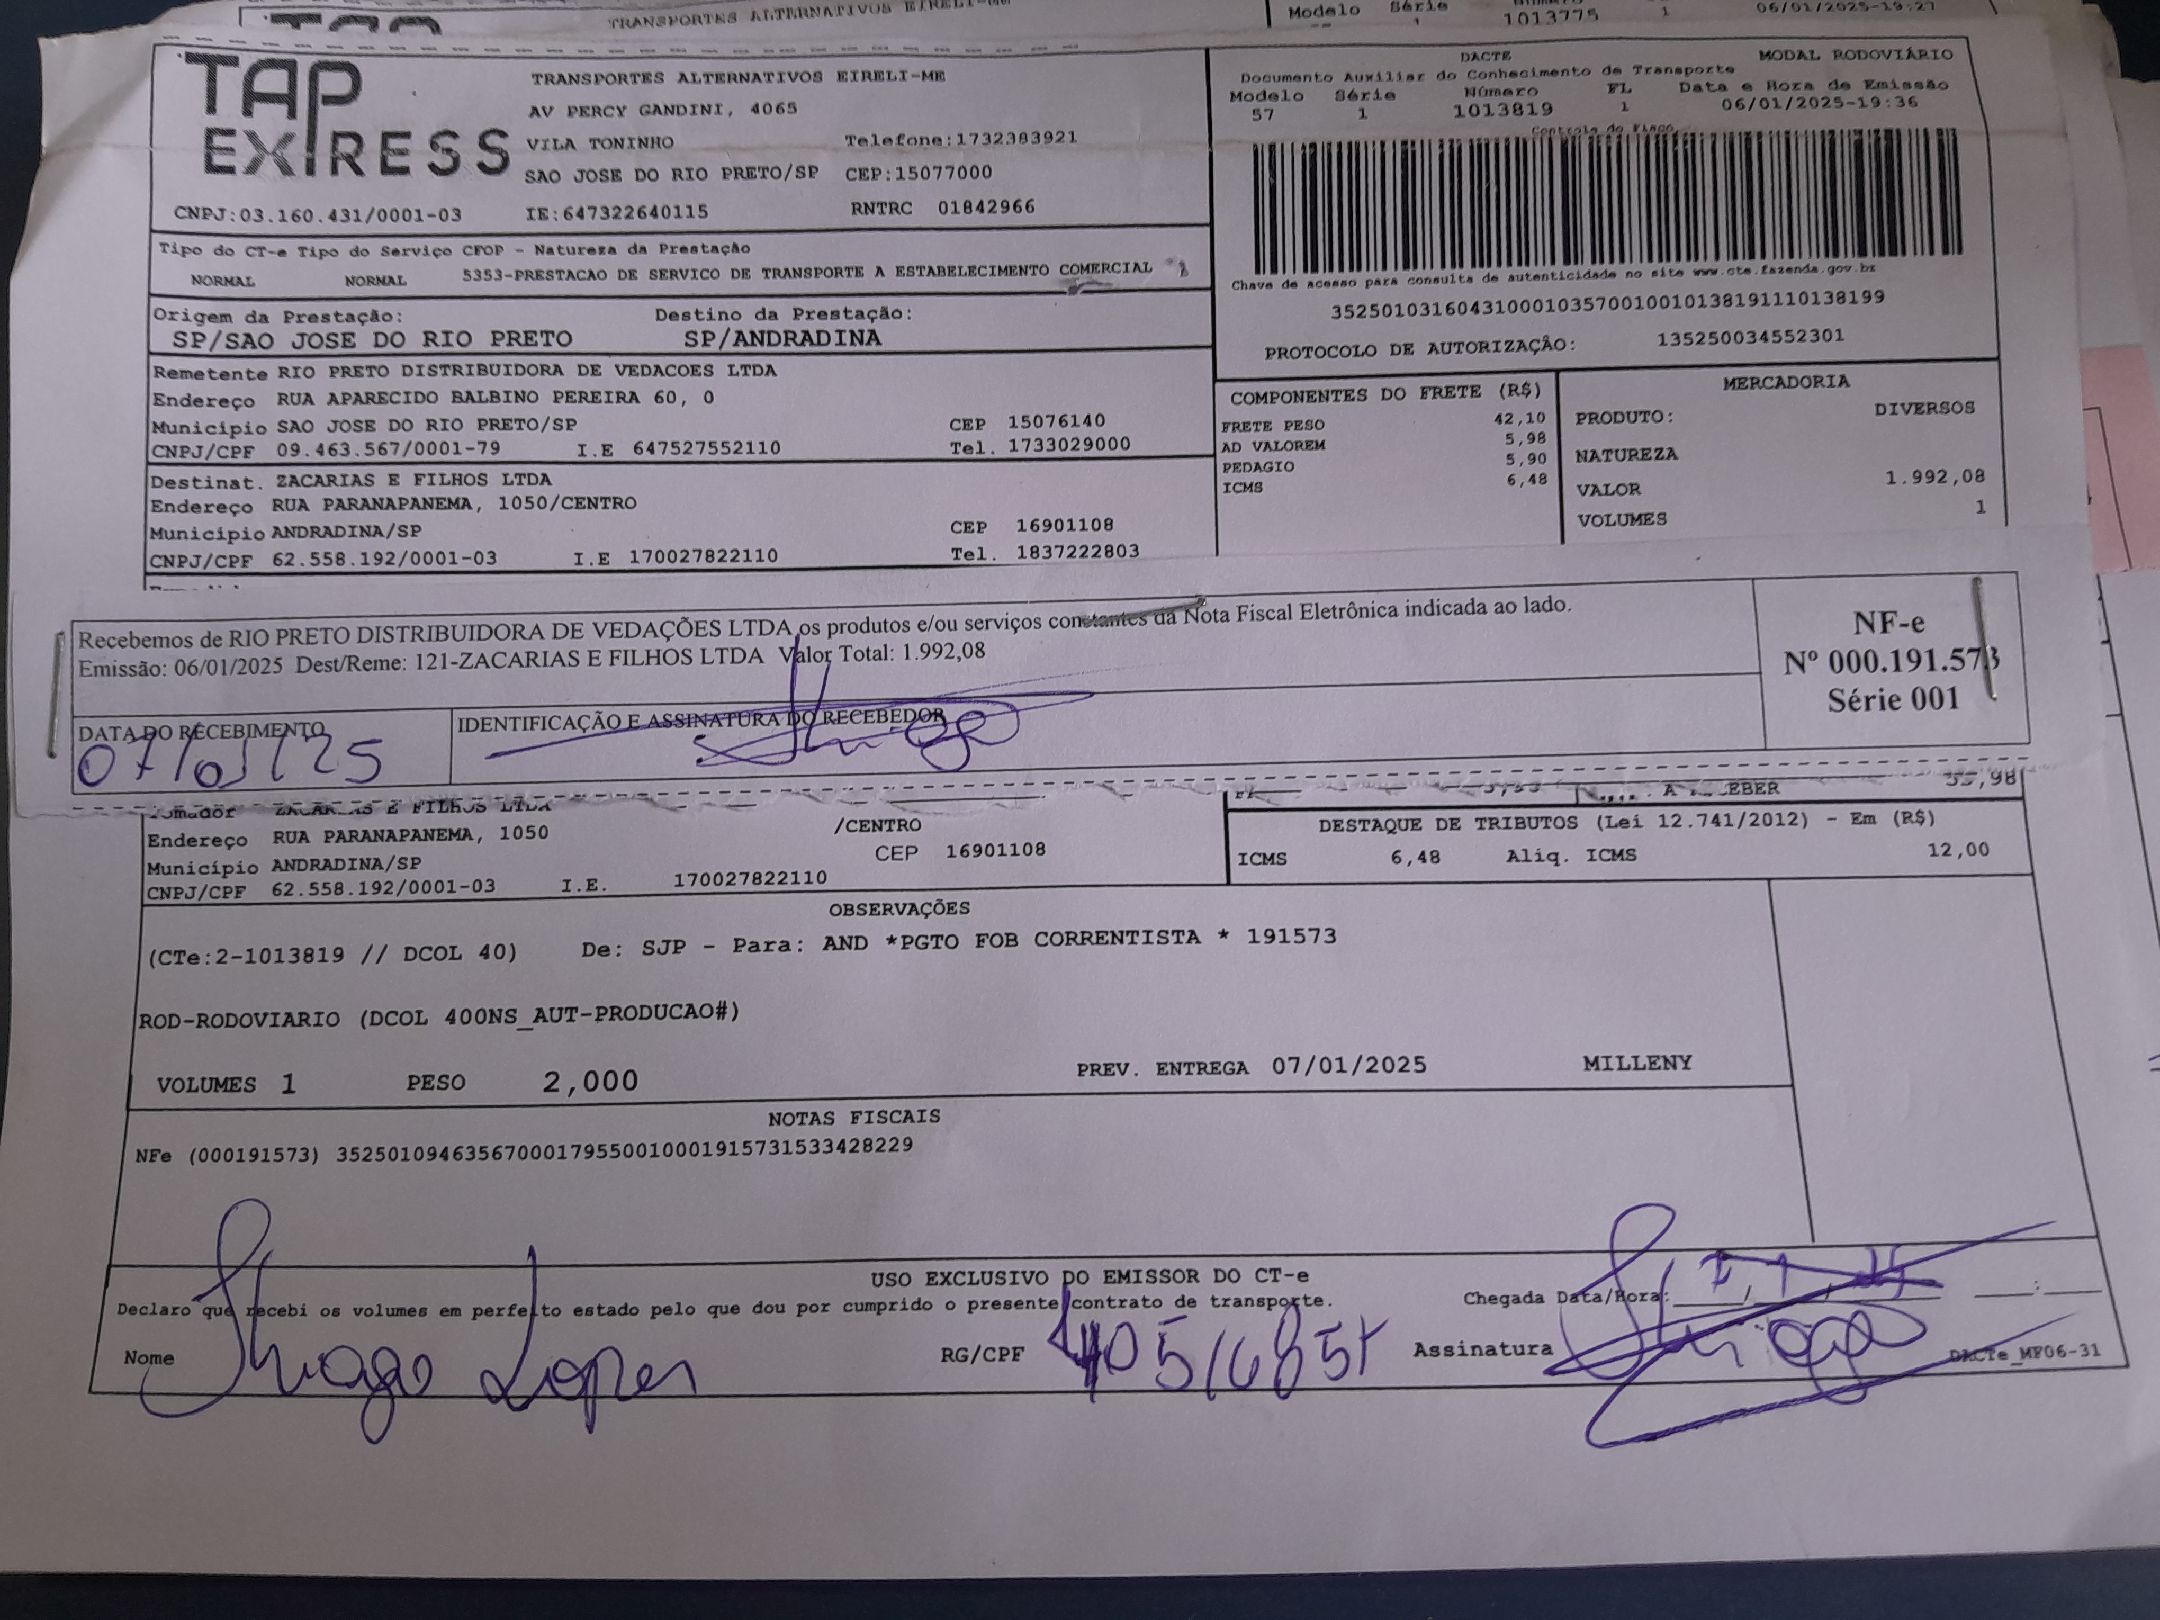 TRANSPORTES ALTERNATIVOS EIRELI-ME
Modelo Série
1013775 1 06/01/2025-19:27
TAP EXPRESS
TRANSPORTES ALTERNATIVOS EIRELI-ME
AV PERCY GANDINI, 4065
VILA TONINHO Telefone:1732383921
SAO JOSE DO RIO PRETO/SP CEP:15077000
CNPJ:03.160.431/0001-03 IE:647322640115 RNTRC 01842966
DACTE MODAL RODOVIÁRIO
Documento Auxiliar do Conhecimento de Transporte
Modelo Série Número FL Data e Hora de Emissão
57 1 1013819 1 06/01/2025-19:36
Controle do Fisco
Chave de acesso para consulta de autenticidade no site www.cte.fazenda.gov.br
35250103160431000103570010010138191110138199
PROTOCOLO DE AUTORIZAÇÃO: 135250034552301
Tipo do CT-e Tipo do Serviço CFOP - Natureza da Prestação
NORMAL NORMAL 5353-PRESTACAO DE SERVICO DE TRANSPORTE A ESTABELECIMENTO COMERCIAL
Origem da Prestação: Destino da Prestação:
SP/SAO JOSE DO RIO PRETO SP/ANDRADINA
Remetente RIO PRETO DISTRIBUIDORA DE VEDACOES LTDA
Endereço RUA APARECIDO BALBINO PEREIRA 60, 0
Município SAO JOSE DO RIO PRETO/SP CEP 15076140
CNPJ/CPF 09.463.567/0001-79 I.E 647527552110 Tel. 1733029000
Destinat. ZACARIAS E FILHOS LTDA
Endereço RUA PARANAPANEMA, 1050/CENTRO
Município ANDRADINA/SP CEP 16901108
CNPJ/CPF 62.558.192/0001-03 I.E 170027822110 Tel. 1837222803
COMPONENTES DO FRETE (R$)
FRETE PESO 42,10
AD VALOREM 5,98
PEDAGIO 5,90
ICMS 6,48
MERCADORIA
PRODUTO: DIVERSOS
NATUREZA
VALOR 1.992,08
VOLUMES 1
Recebemos de RIO PRETO DISTRIBUIDORA DE VEDAÇÕES LTDA os produtos e/ou serviços constantes da Nota Fiscal Eletrônica indicada ao lado.
Emissão: 06/01/2025 Dest/Reme: 121-ZACARIAS E FILHOS LTDA Valor Total: 1.992,08
NF-e
Nº 000.191.573
Série 001
DATA DO RECEBIMENTO IDENTIFICAÇÃO E ASSINATURA DO RECEBEDOR
07/01/25 Thiago
Tomador ZACARIAS E FILHOS LTDA
Endereço RUA PARANAPANEMA, 1050 /CENTRO
Município ANDRADINA/SP CEP 16901108
CNPJ/CPF 62.558.192/0001-03 I.E. 170027822110
DESTAQUE DE TRIBUTOS (Lei 12.741/2012) - Em (R$)
ICMS 6,48 Aliq. ICMS 12,00
OBSERVAÇÕES
(CTe:2-1013819 // DCOL 40) De: SJP - Para: AND *PGTO FOB CORRENTISTA * 191573
ROD-RODOVIARIO (DCOL 400NS_AUT-PRODUCAO#)
VOLUMES 1 PESO 2,000 PREV. ENTREGA 07/01/2025 MILLENY
NOTAS FISCAIS
NFe (000191573) 35250109463567000179550010001915731533428229
USO EXCLUSIVO DO EMISSOR DO CT-e
Declaro que recebi os volumes em perfeito estado pelo que dou por cumprido o presente contrato de transporte. Chegada Data/Hora: 7/1/25
Nome Thiago Lopes RG/CPF Assinatura Thiago DACTe_MF06-31